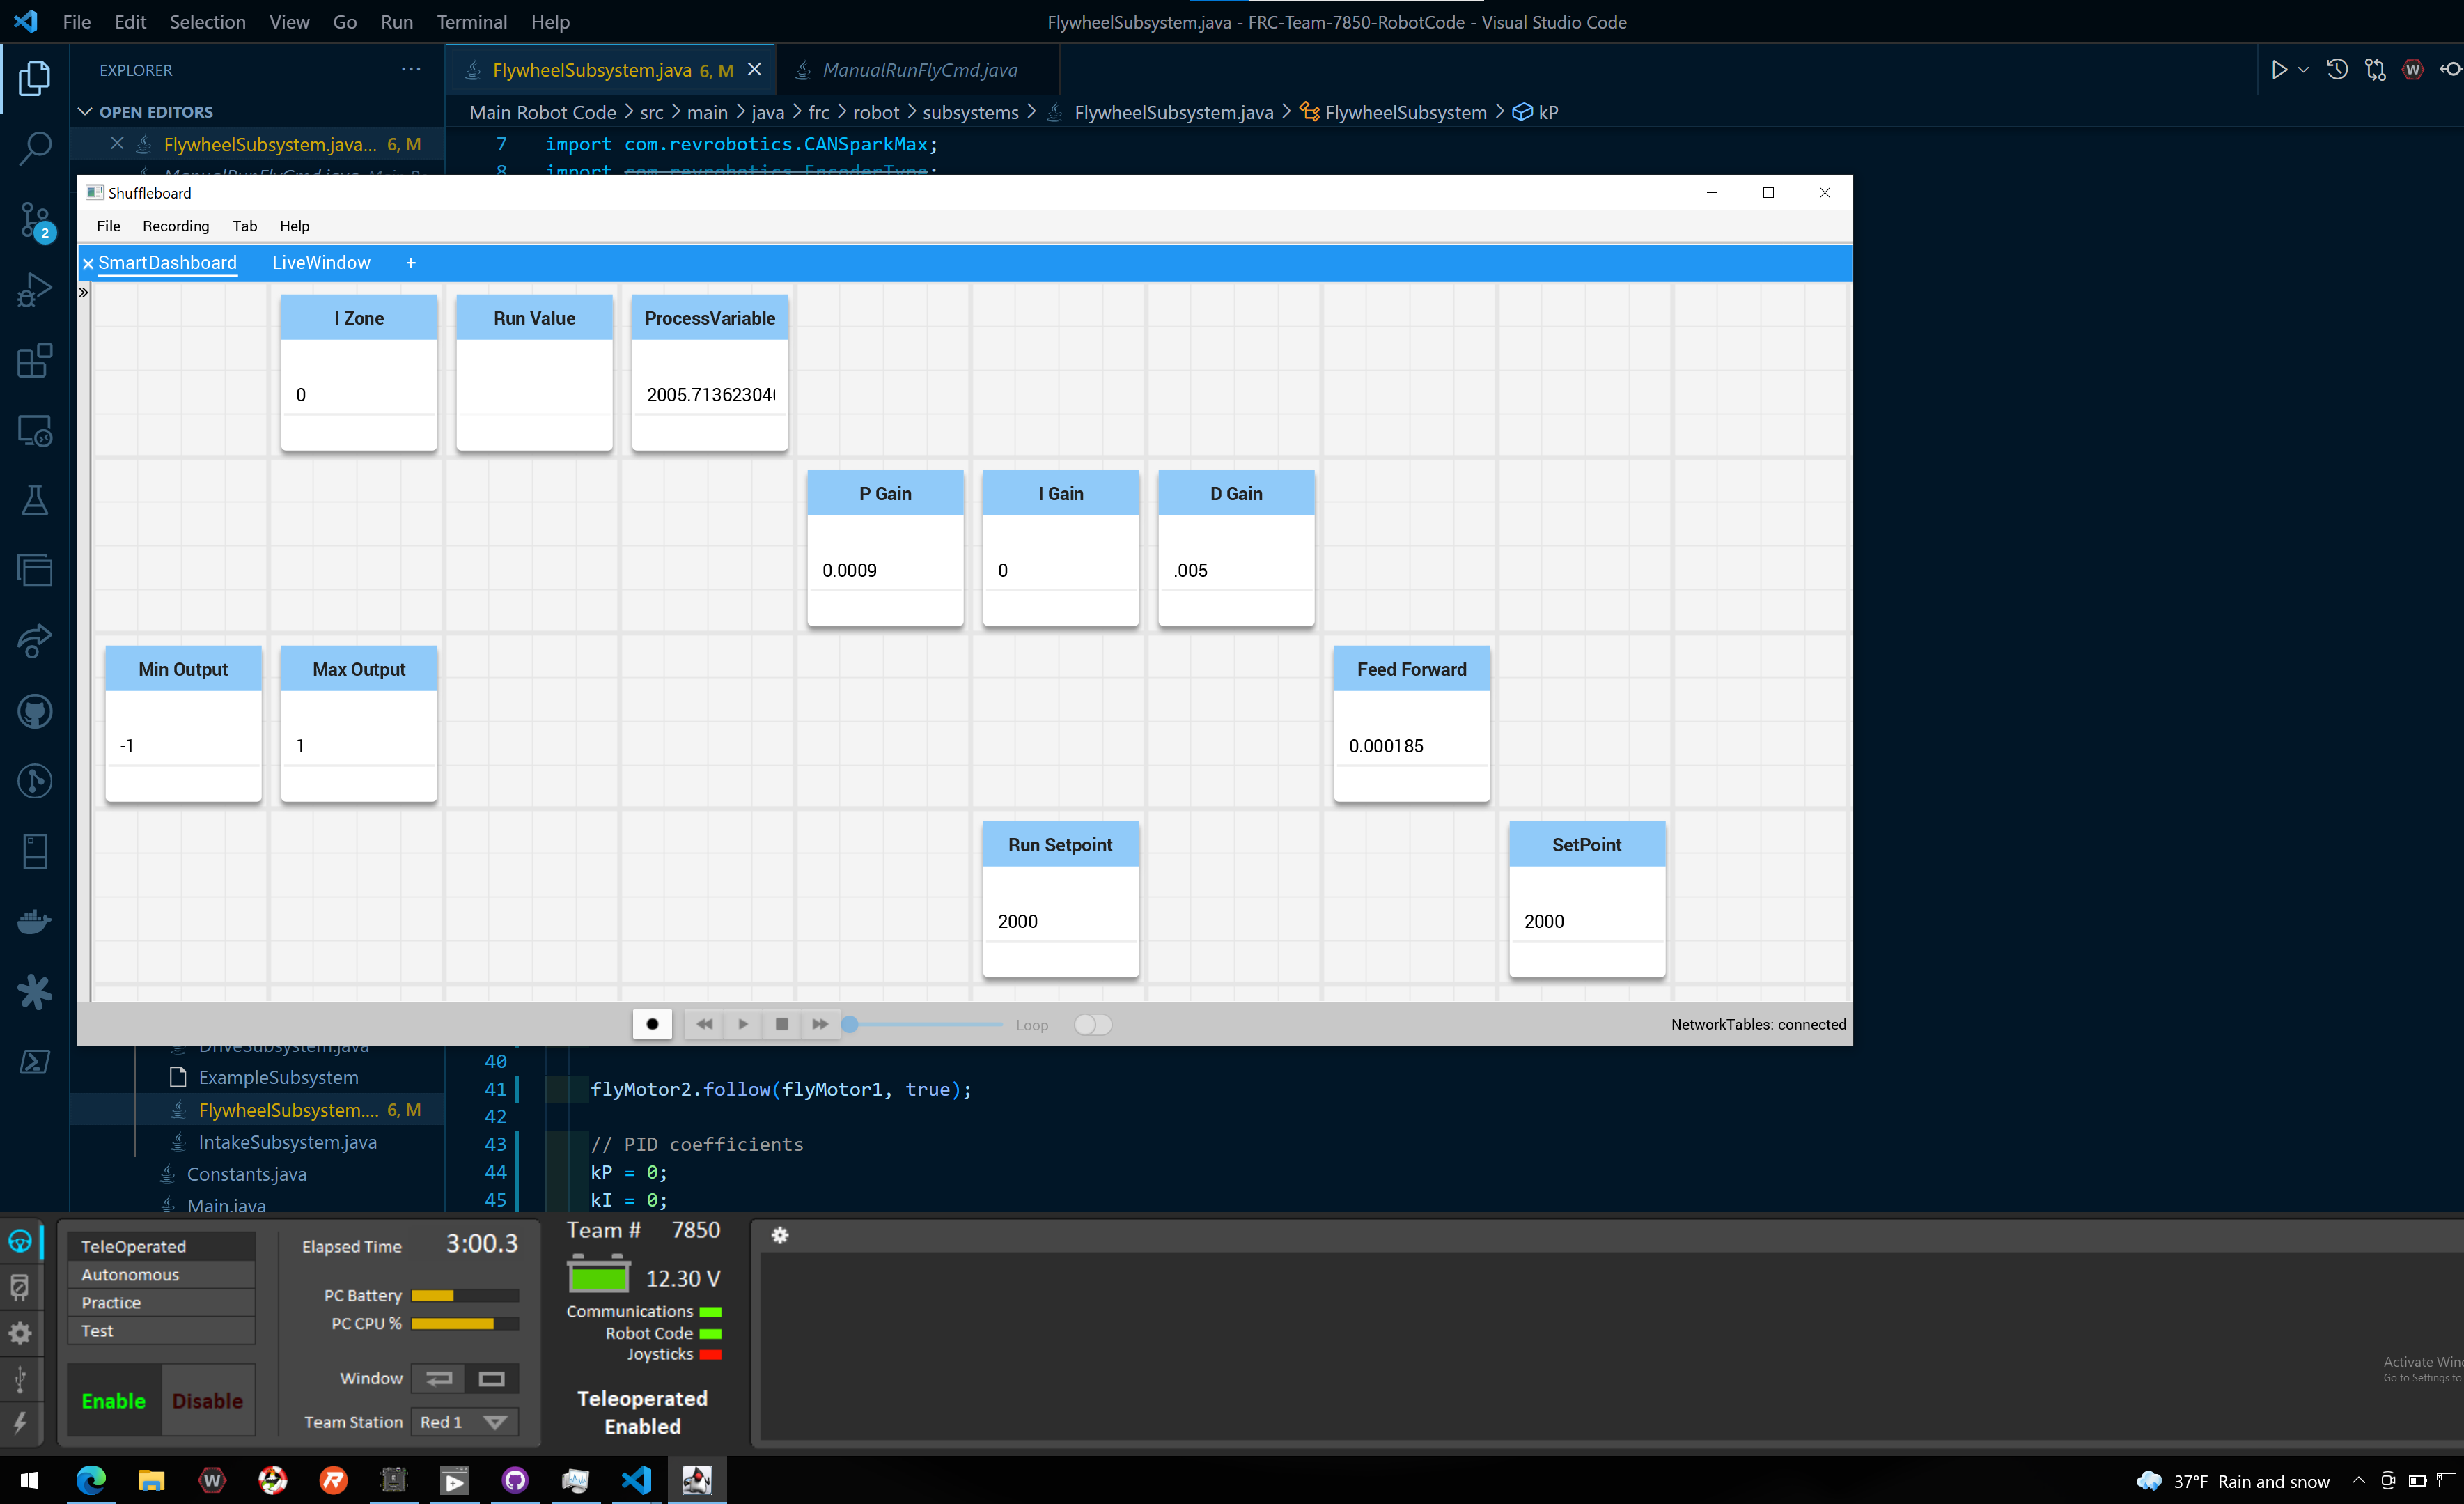 File Edit Selection View Go Run Terminal Help
FlywheelSubsystem.java - FRC-Team-7850-RobotCode - Visual Studio Code
EXPLORER
OPEN EDITORS
FlywheelSubsystem.java... 6, M
FlywheelSubsystem.java 6, M
ManualRunFlyCmd.java
Main Robot Code > src > main > java > frc > robot > subsystems > FlywheelSubsystem.java > FlywheelSubsystem > kP
7 import com.revrobotics.CANSparkMax;
8 import com.revrobotics.EncoderType;
2
Shuffleboard
File Recording Tab Help
SmartDashboard LiveWindow +
I Zone
0
Run Value
ProcessVariable
2005.71362304
P Gain
0.0009
I Gain
0
D Gain
.005
Min Output
-1
Max Output
1
Feed Forward
0.000185
Run Setpoint
2000
SetPoint
2000
Loop
NetworkTables: connected
DriveSubsystem.java
ExampleSubsystem
FlywheelSubsystem.... 6, M
IntakeSubsystem.java
Constants.java
Main.java
40
41 flyMotor2.follow(flyMotor1, true);
42
43 // PID coefficients
44 kP = 0;
45 kI = 0;
TeleOperated
Autonomous
Practice
Test
Enable Disable
Elapsed Time 3:00.3
PC Battery
PC CPU %
Window
Team Station Red 1
Team # 7850
12.30 V
Communications
Robot Code
Joysticks
Teleoperated
Enabled
Activate Win
Go to Settings to
37°F Rain and snow